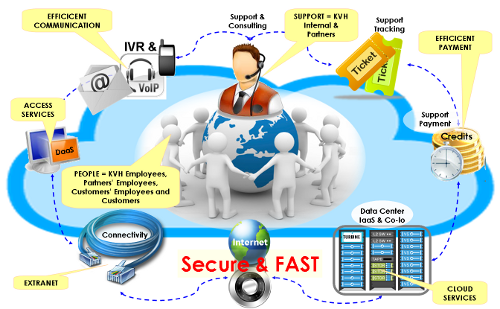 EFFICIENT
COMMUNICATION
IVR &
VoIP
Support &
Consulting
SUPPORT = KVH
Internal &
Partners
Support
Tracking
Ticket
Ticket
EFFICIENT
PAYMENT
ACCESS
SERVICES
DaaS
Support
Payment
Credits
PEOPLE = KVH Employees,
Partners' Employees,
Customers' Employees and
Customers
Connectivity
Internet
Data Center
IaaS & Co-lo
Secure & FAST
EXTRANET
CLOUD
SERVICES